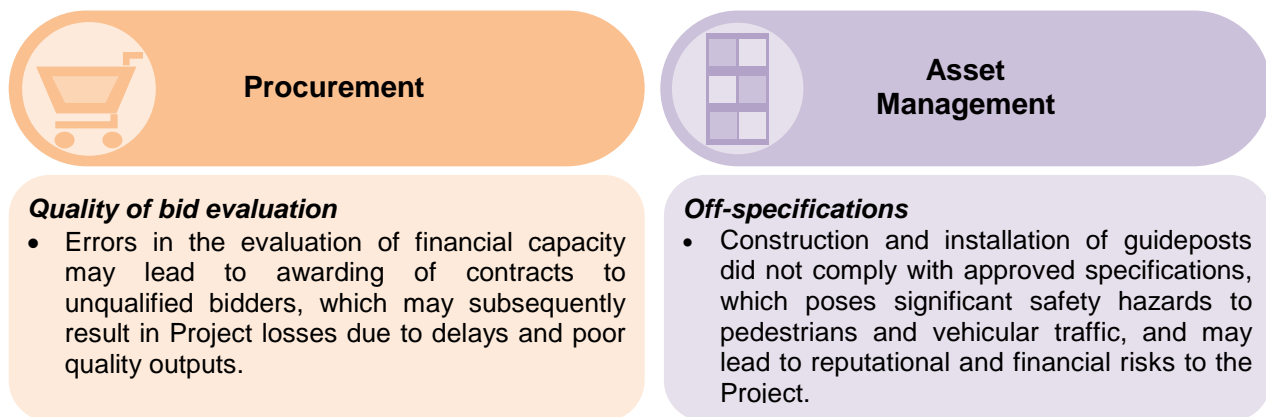 Procurement
Quality of bid evaluation
• Errors in the evaluation of financial capacity
may lead to awarding of contracts to
unqualified bidders, which may subsequently
result in Project losses due to delays and poor
quality outputs.
Asset
Management
Off-specifications
• Construction and installation of guideposts
did not comply with approved specifications,
which poses significant safety hazards to
pedestrians and vehicular traffic, and may
lead to reputational and financial risks to the
Project.